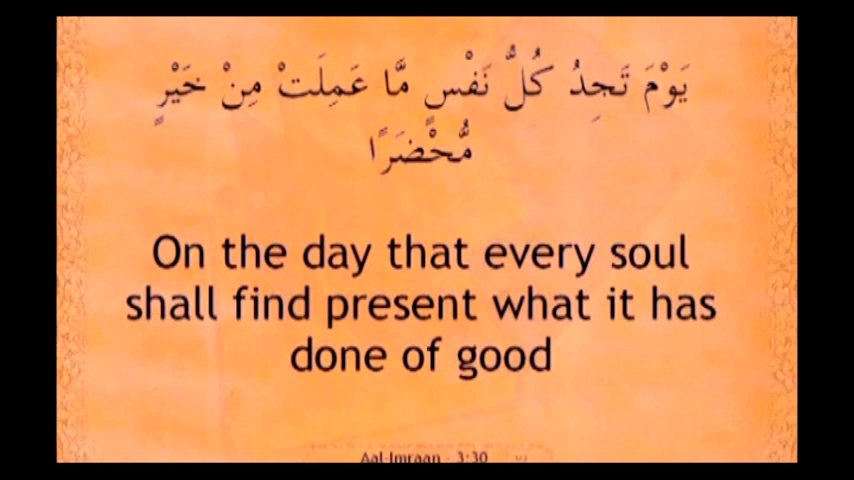 يَوْمَ تَجِدُ كُلُّ نَفْسٍ مَّا عَمِلَتْ مِنْ خَيْرٍ
مُّحْضَرًا
On the day that every soul
shall find present what it has
done of good
Aal-Imraan - 3:30